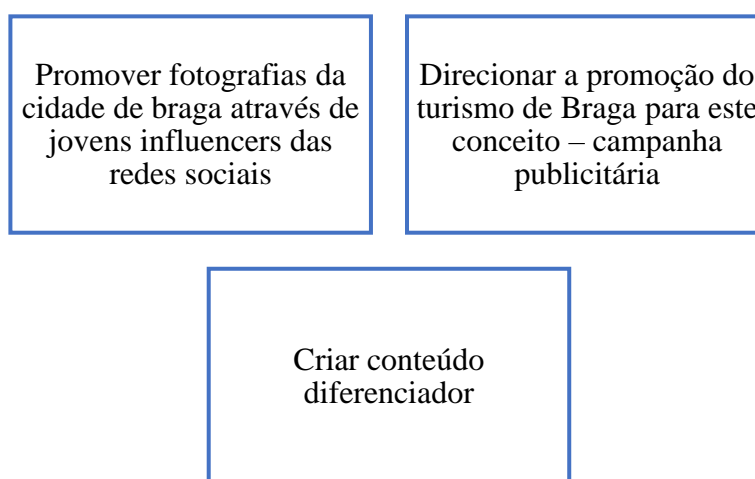 Promover fotografias da
cidade de braga através de
jovens influencers das
redes sociais
Direcionar a promoção do
turismo de Braga para este
conceito – campanha
publicitária
Criar conteúdo
diferenciador